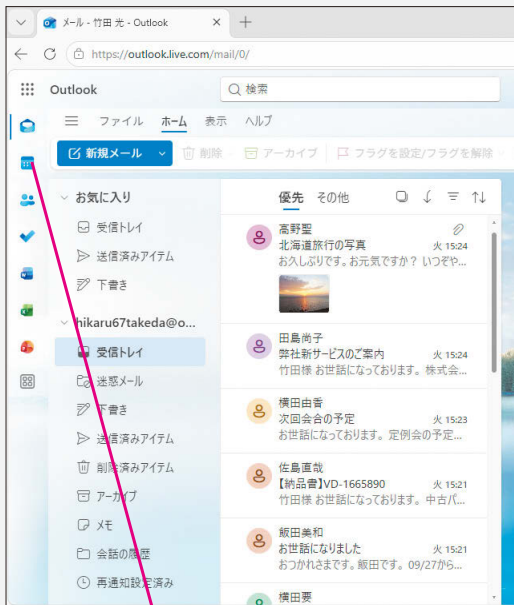 メール - 竹田 光 - Outlook
https://outlook.live.com/mail/0/
Outlook
検索
ファイル ホーム 表示 ヘルプ
新規メール 削除 アーカイブ フラグを設定/フラグを解除
お気に入り
受信トレイ
送信済みアイテム
下書き
hikaru67takeda@o...
受信トレイ
迷惑メール
下書き
送信済みアイテム
削除済みアイテム
アーカイブ
メモ
会話の履歴
再通知設定済み
優先 その他
高野聖
北海道旅行の写真 火 15:24
お久しぶりです。お元気ですか? いつぞや...
田島尚子
弊社新サービスのご案内 火 15:24
竹田様 お世話になっております。株式会...
横田由香
次回会合の予定 火 15:23
お世話になっております。定例会の予定...
佐島直哉
【納品書】VD-1665890 火 15:21
竹田様 お世話になっております。中古パ...
飯田美和
お世話になりました 火 15:21
おつかれさまです。飯田です。09/27から...
横田要